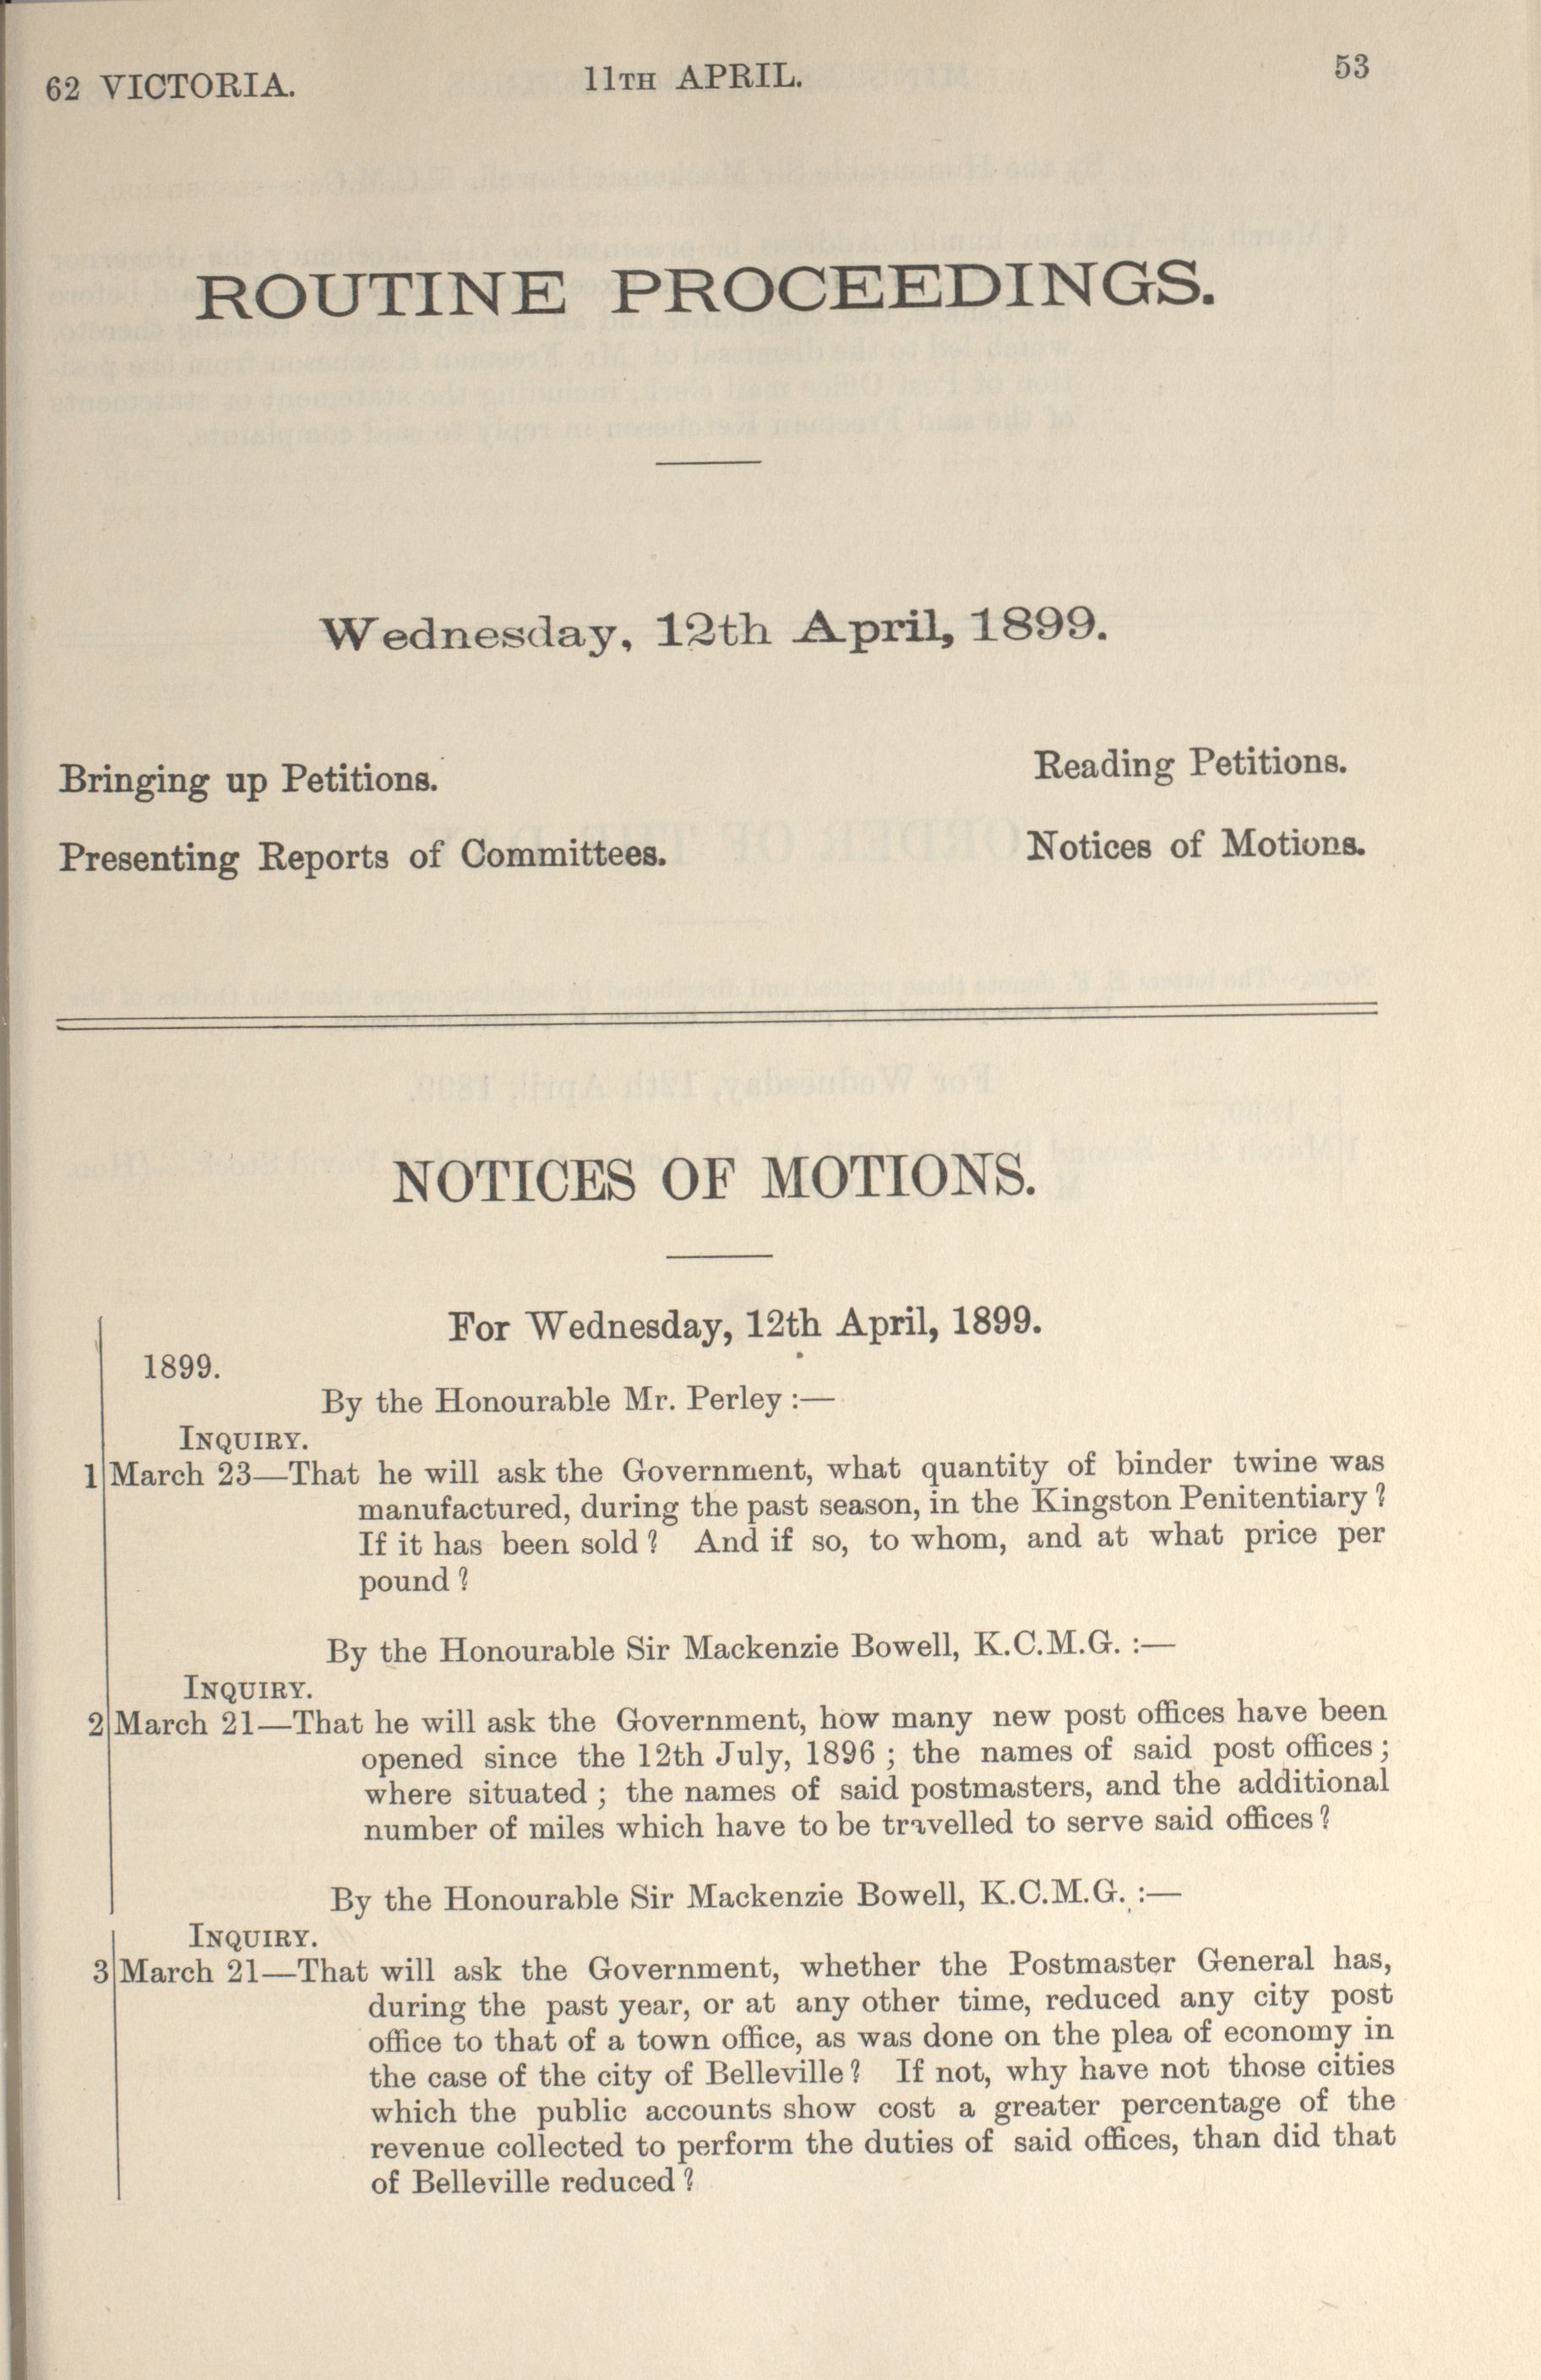 62 VICTORIA. 11TH APRIL. 53
ROUTINE PROCEEDINGS.
Wednesday, 12th April, 1899.
Bringing up Petitions. Reading Petitions.
Presenting Reports of Committees. Notices of Motions.
NOTICES OF MOTIONS.
For Wednesday, 12th April, 1899.
1899.
By the Honourable Mr. Perley :—
INQUIRY.
1 March 23—That he will ask the Government, what quantity of binder twine was
manufactured, during the past season, in the Kingston Penitentiary ?
If it has been sold ? And if so, to whom, and at what price per
pound ?
By the Honourable Sir Mackenzie Bowell, K.C.M.G. :—
INQUIRY.
2 March 21—That he will ask the Government, how many new post offices have been
opened since the 12th July, 1896 ; the names of said post offices ;
where situated ; the names of said postmasters, and the additional
number of miles which have to be travelled to serve said offices ?
By the Honourable Sir Mackenzie Bowell, K.C.M.G. :—
INQUIRY.
3 March 21—That will ask the Government, whether the Postmaster General has,
during the past year, or at any other time, reduced any city post
office to that of a town office, as was done on the plea of economy in
the case of the city of Belleville ? If not, why have not those cities
which the public accounts show cost a greater percentage of the
revenue collected to perform the duties of said offices, than did that
of Belleville reduced ?